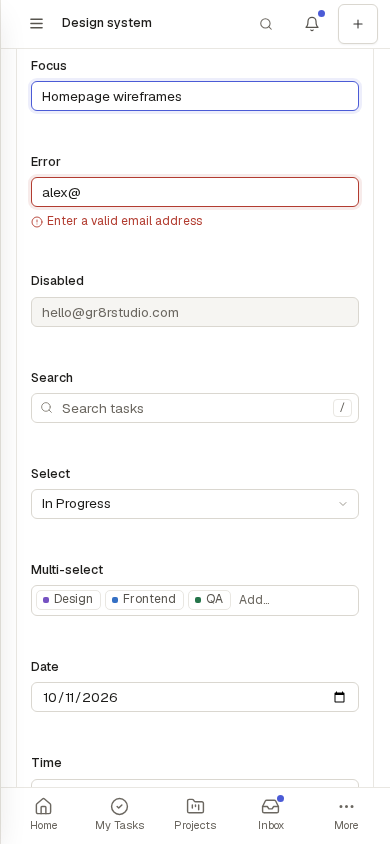 Design system
Focus
Homepage wireframes
Error
alex@
Enter a valid email address
Disabled
hello@gr8rstudio.com
Search
Search tasks /
Select
In Progress
Multi-select
Design Frontend QA Add…
Date
10/11/2026
Time
Home My Tasks Projects Inbox More